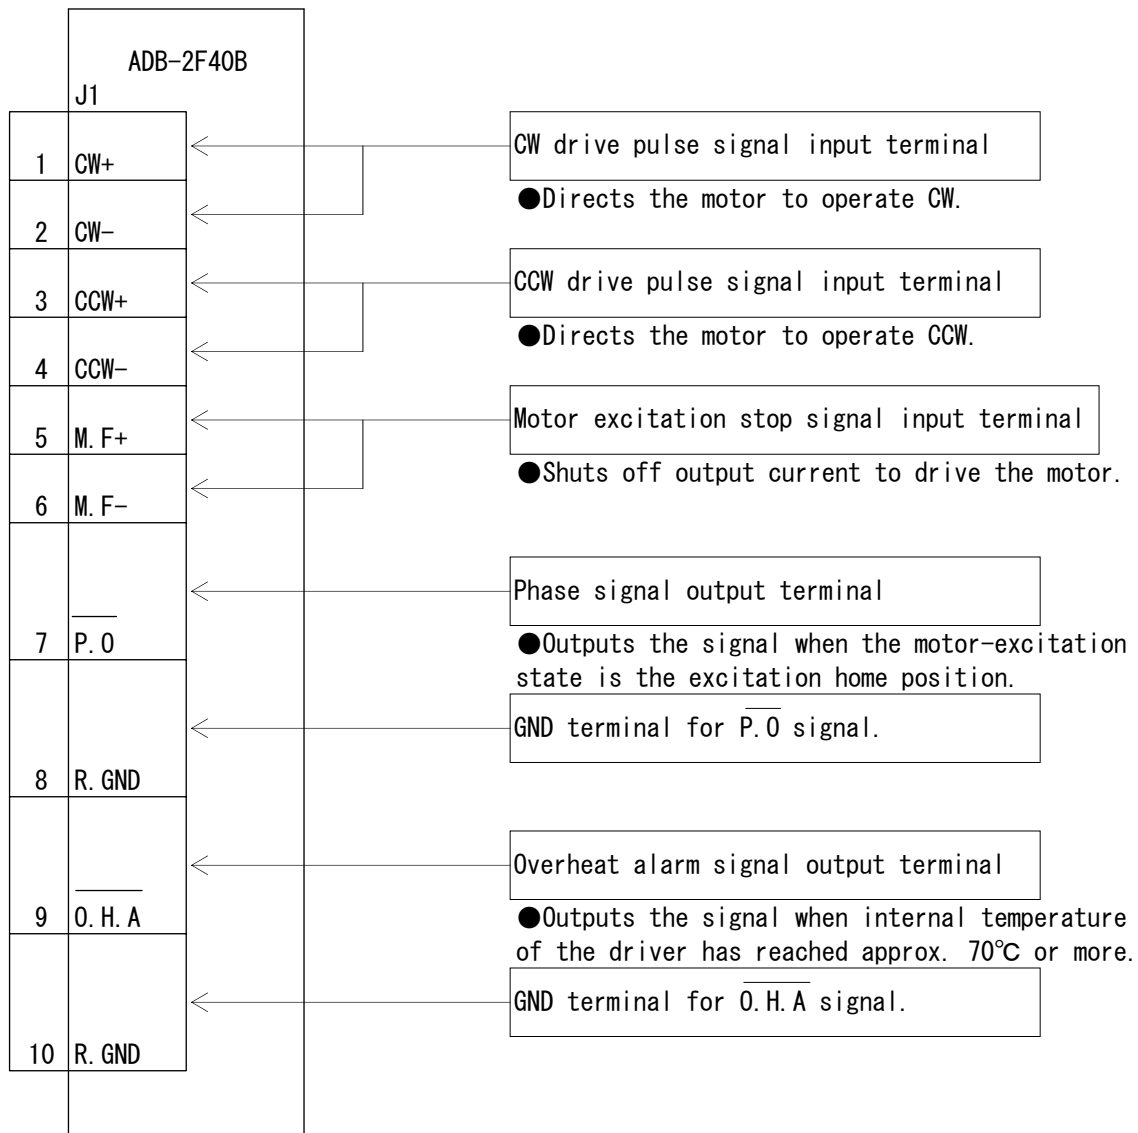 ADB-2F40B
J1
1 CW+
CW drive pulse signal input terminal
●Directs the motor to operate CW.
2 CW-
3 CCW+
CCW drive pulse signal input terminal
●Directs the motor to operate CCW.
4 CCW-
5 M.F+
Motor excitation stop signal input terminal
●Shuts off output current to drive the motor.
6 M.F-
7 P.O
Phase signal output terminal
●Outputs the signal when the motor-excitation
state is the excitation home position.
8 R.GND
GND terminal for P.O signal.
9 O.H.A
Overheat alarm signal output terminal
●Outputs the signal when internal temperature
of the driver has reached approx. 70℃ or more.
10 R.GND
GND terminal for O.H.A signal.